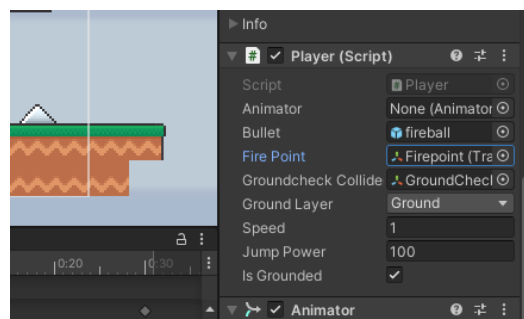 Info
Player (Script)
Script Player
Animator None (Animator
Bullet fireball
Fire Point Firepoint (Tra
Groundcheck Collide GroundChecl
Ground Layer Ground
Speed 1
Jump Power 100
Is Grounded
0:20 0:30
Animator